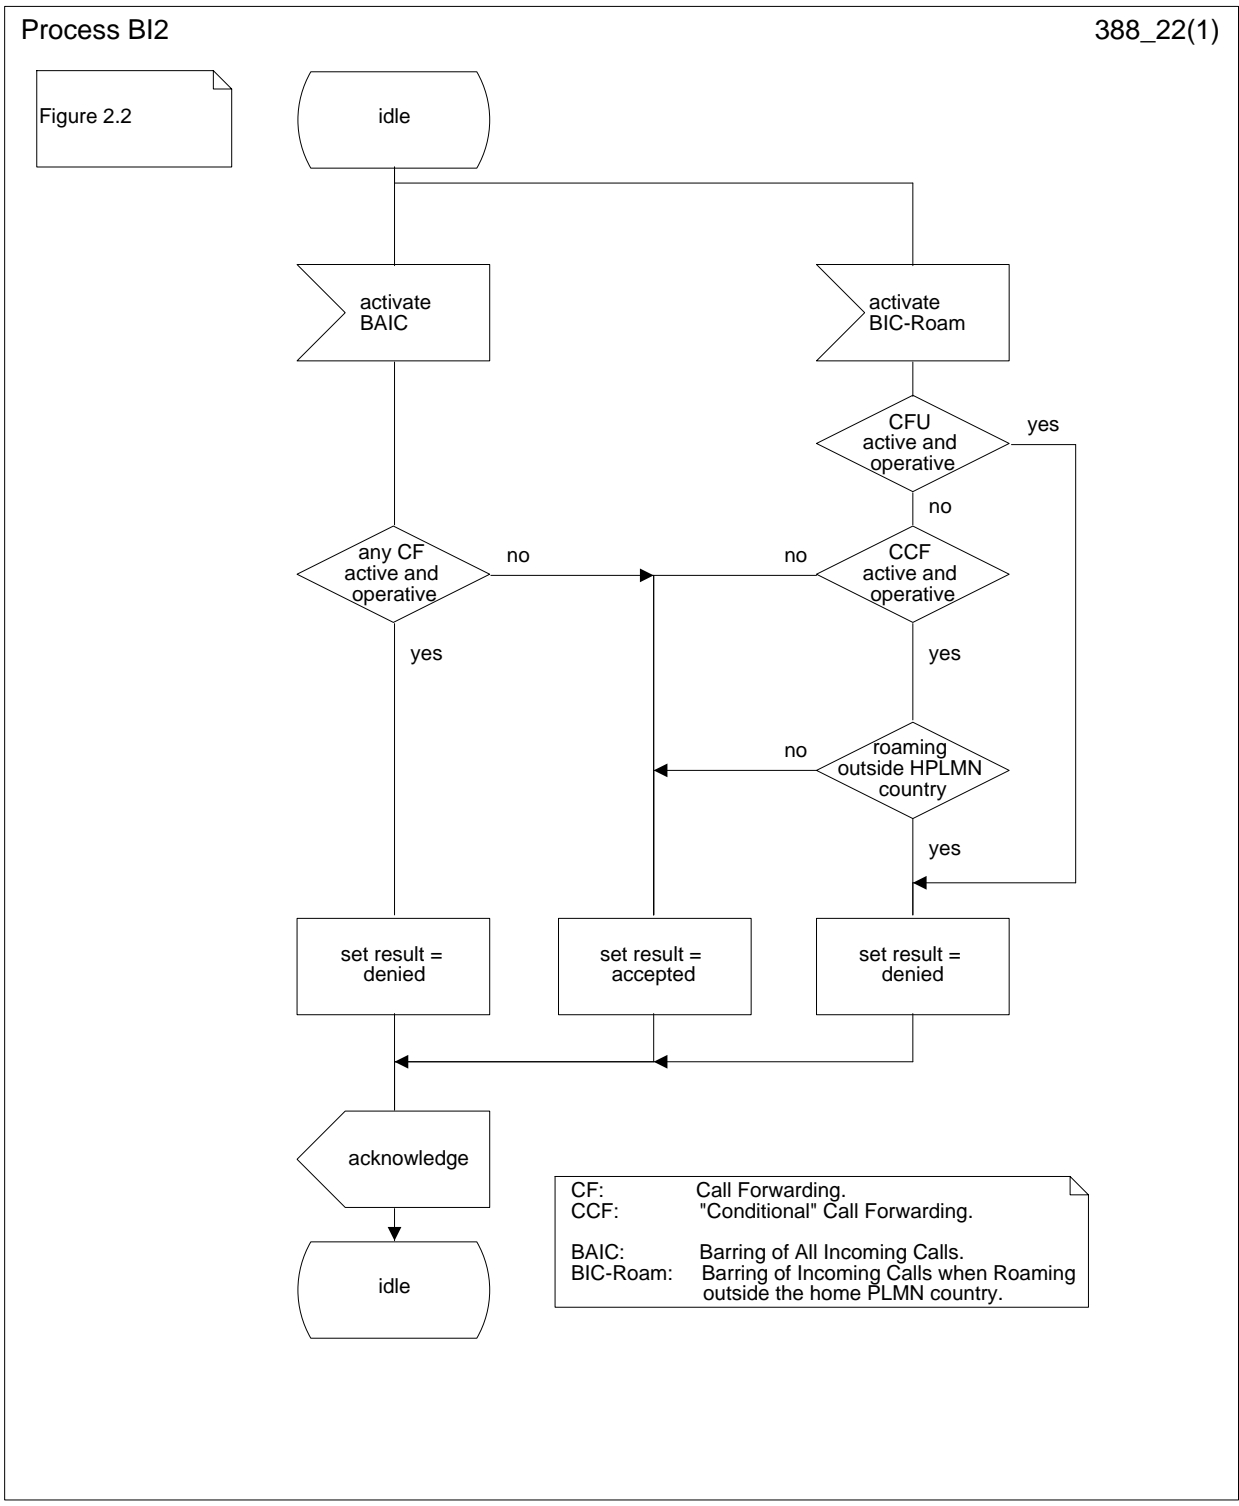 Process BI2
388_22(1)
Figure 2.2
idle
activate
BAIC
activate
BIC-Roam
CFU
active and
operative
yes
no
any CF
active and
operative
no
no
CCF
active and
operative
yes
yes
no
roaming
outside HPLMN
country
yes
set result =
denied
set result =
accepted
set result =
denied
acknowledge
CF: Call Forwarding.
CCF: "Conditional" Call Forwarding.
BAIC: Barring of All Incoming Calls.
BIC-Roam: Barring of Incoming Calls when Roaming
outside the home PLMN country.
idle